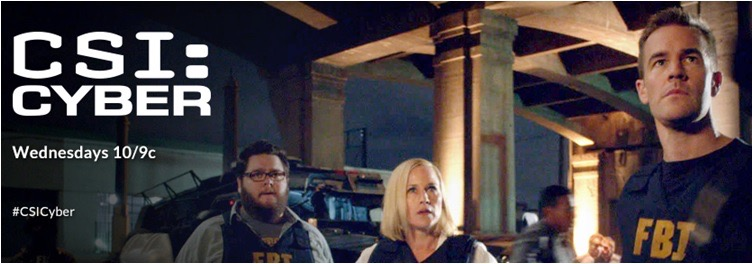 CSI:
CYBER
Wednesdays 10/9c
#CSICyber
FBI
FBI